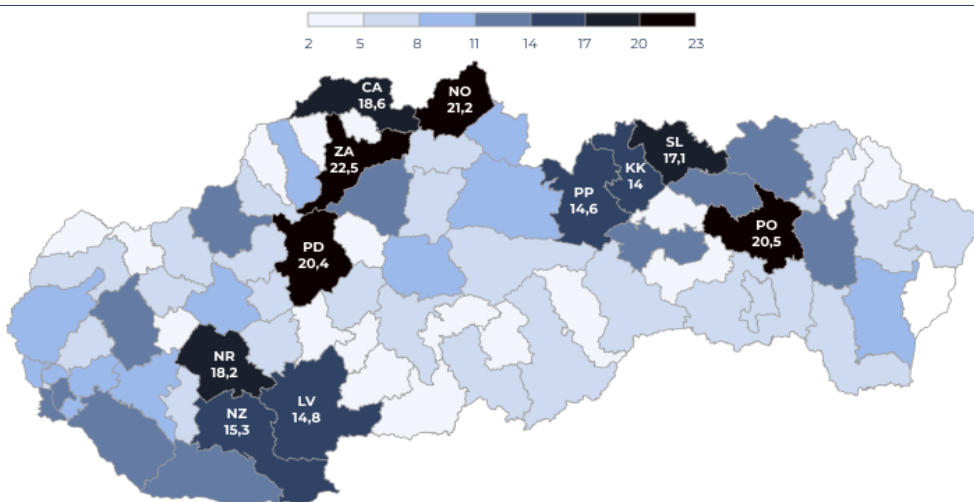 2 5 8 11 14 17 20 23
CA
18,6
NO
21,2
ZA
22,5
SL
17,1
KK
14
PP
14,6
PO
20,5
PD
20,4
NR
18,2
LV
14,8
NZ
15,3